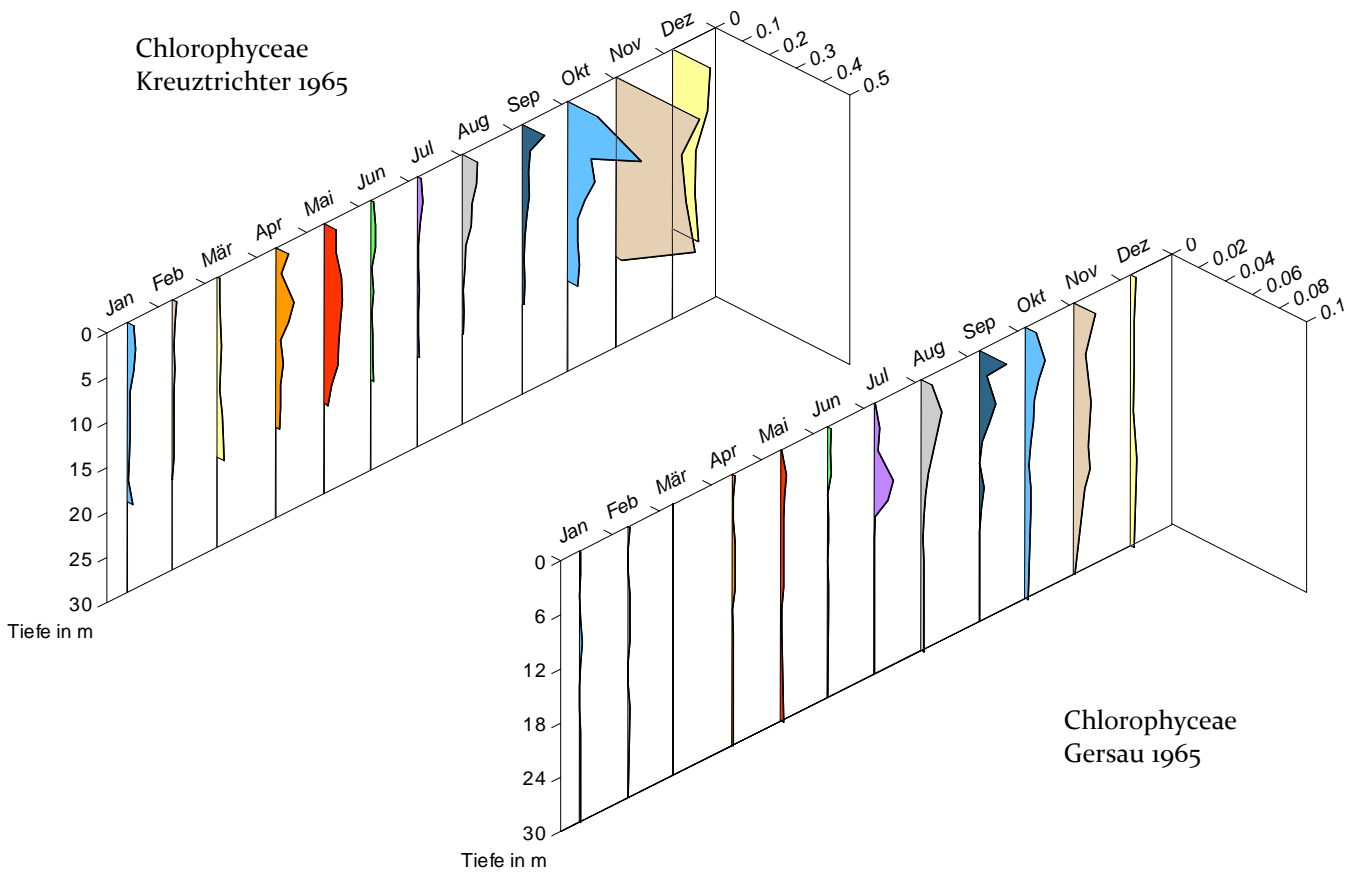 Chlorophyceae
Kreuztrichter 1965
Jan
Feb
Mär
Apr
Mai
Jun
Jul
Aug
Sep
Okt
Nov
Dez
0
0.1
0.2
0.3
0.4
0.5
0
5
10
15
20
25
30
Tiefe in m
Jan
Feb
Mär
Apr
Mai
Jun
Jul
Aug
Sep
Okt
Nov
Dez
0
0.02
0.04
0.06
0.08
0.1
0
6
12
18
24
30
Tiefe in m
Chlorophyceae
Gersau 1965